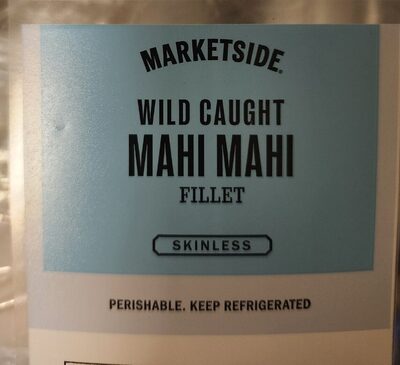 MARKETSIDE
WILD CAUGHT
MAHI MAHI
FILLET
SKINLESS
PERISHABLE. KEEP REFRIGERATED